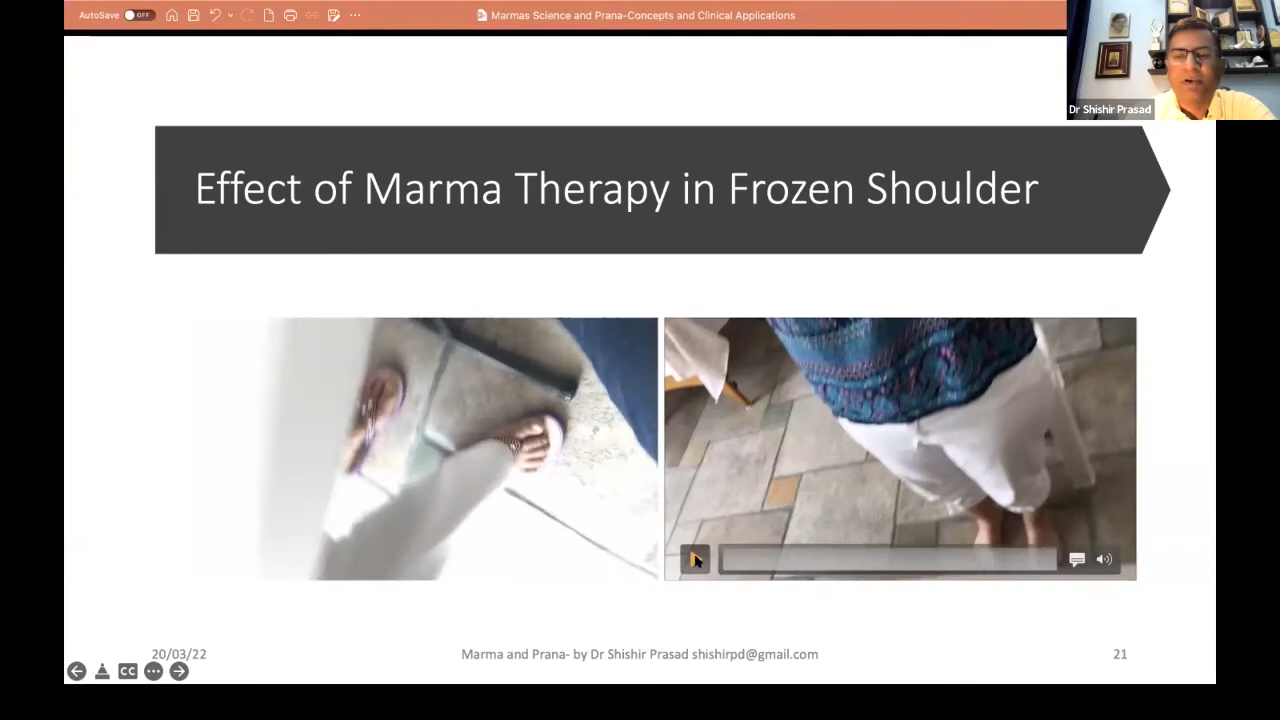 AutoSave OFF
Marmas Science and Prana-Concepts and Clinical Applications
Dr Shishir Prasad
Effect of Marma Therapy in Frozen Shoulder
20/03/22
Marma and Prana- by Dr Shishir Prasad shishirpd@gmail.com
21
CC